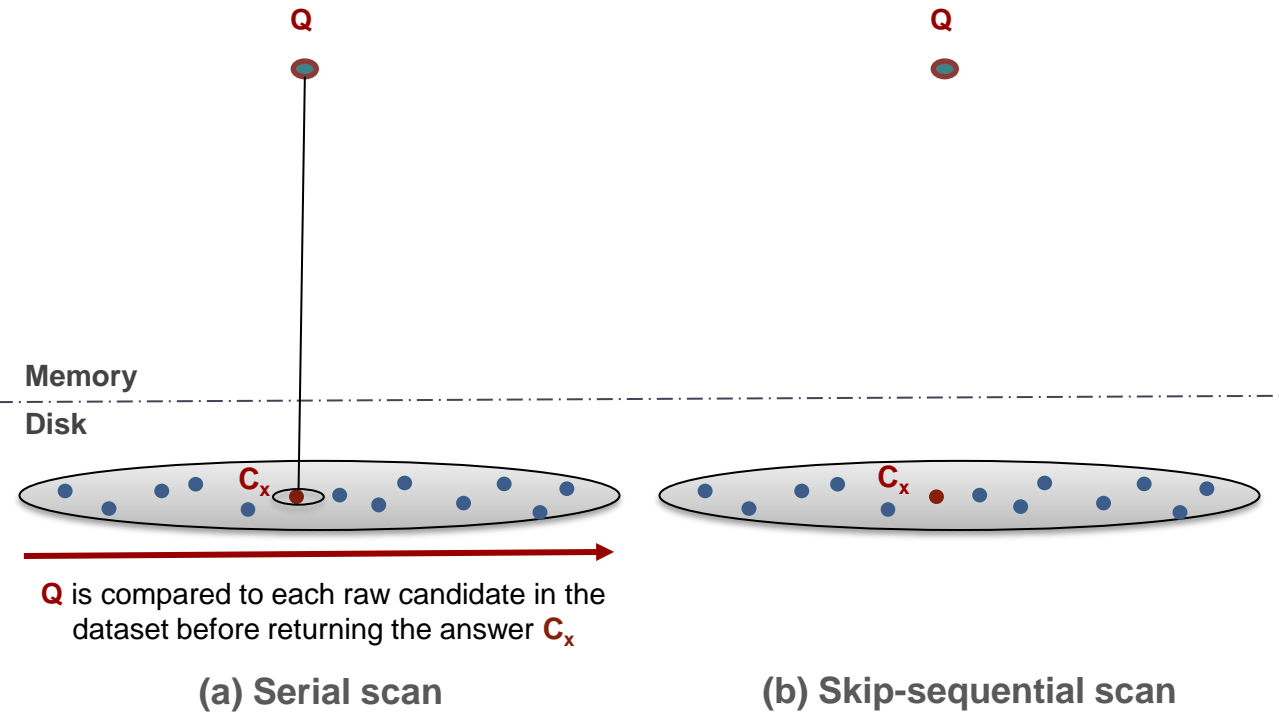 Q
Q
Memory
Disk
Cx
Cx
Q is compared to each raw candidate in the
dataset before returning the answer Cx
(a) Serial scan
(b) Skip-sequential scan